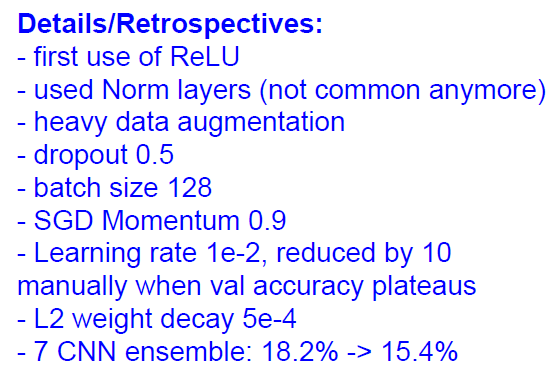 Details/Retrospectives:
- first use of ReLU
- used Norm layers (not common anymore)
- heavy data augmentation
- dropout 0.5
- batch size 128
- SGD Momentum 0.9
- Learning rate 1e-2, reduced by 10
manually when val accuracy plateaus
- L2 weight decay 5e-4
- 7 CNN ensemble: 18.2% -> 15.4%